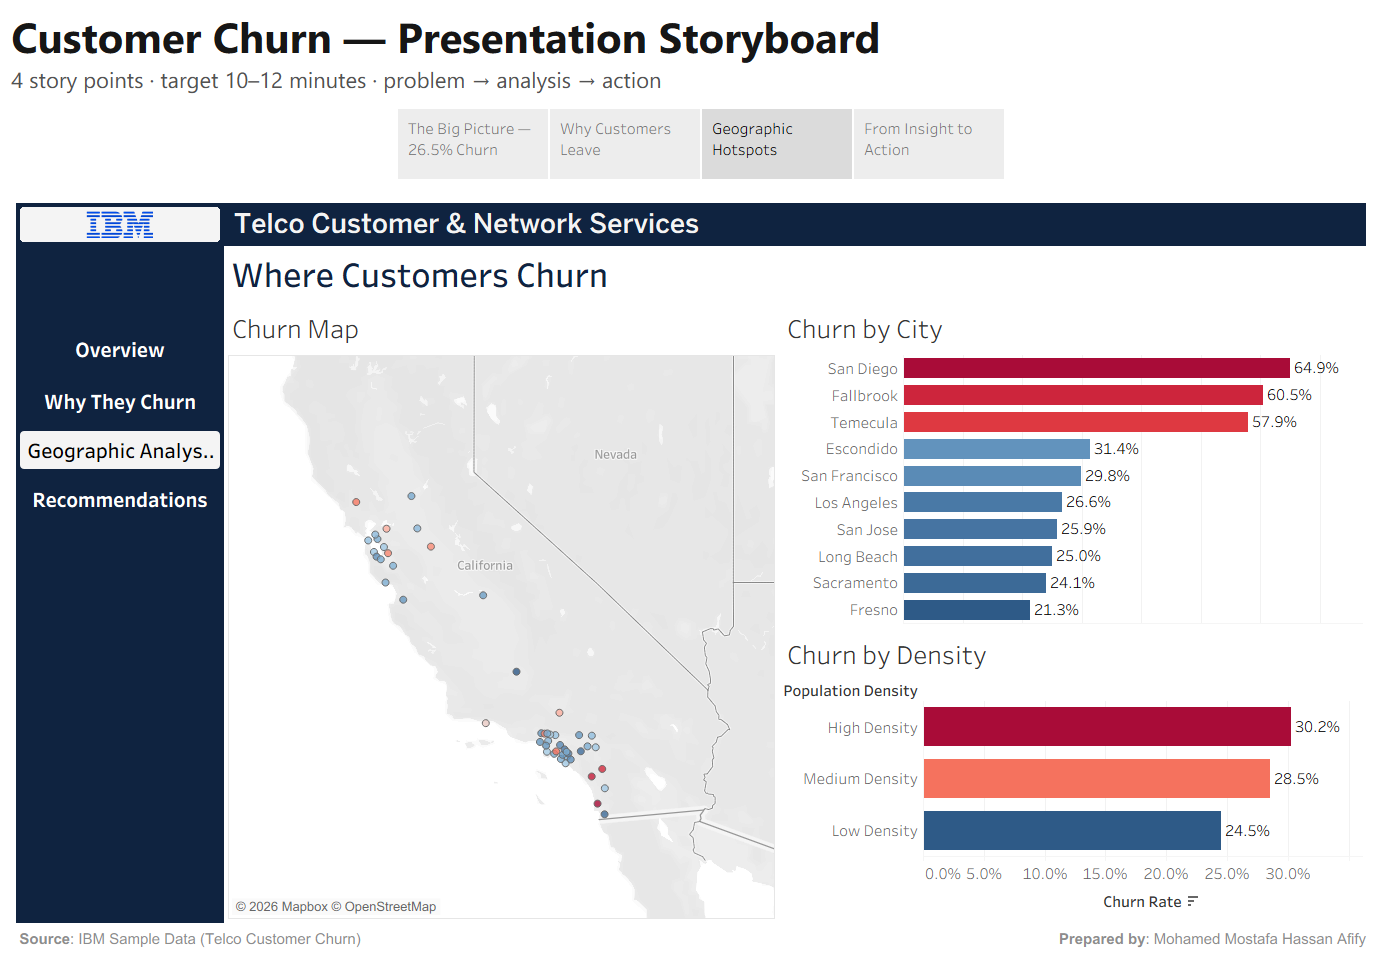 Customer Churn — Presentation Storyboard
4 story points · target 10–12 minutes · problem → analysis → action
The Big Picture —
26.5% Churn
Why Customers
Leave
Geographic
Hotspots
From Insight to
Action
IBM
Telco Customer & Network Services
Overview
Why They Churn
Geographic Analys..
Recommendations
Where Customers Churn
Churn Map
Nevada
California
© 2026 Mapbox © OpenStreetMap
Churn by City
San Diego 64.9%
Fallbrook 60.5%
Temecula 57.9%
Escondido 31.4%
San Francisco 29.8%
Los Angeles 26.6%
San Jose 25.9%
Long Beach 25.0%
Sacramento 24.1%
Fresno 21.3%
Churn by Density
Population Density
High Density 30.2%
Medium Density 28.5%
Low Density 24.5%
0.0% 5.0% 10.0% 15.0% 20.0% 25.0% 30.0%
Churn Rate
Source: IBM Sample Data (Telco Customer Churn)
Prepared by: Mohamed Mostafa Hassan Afify